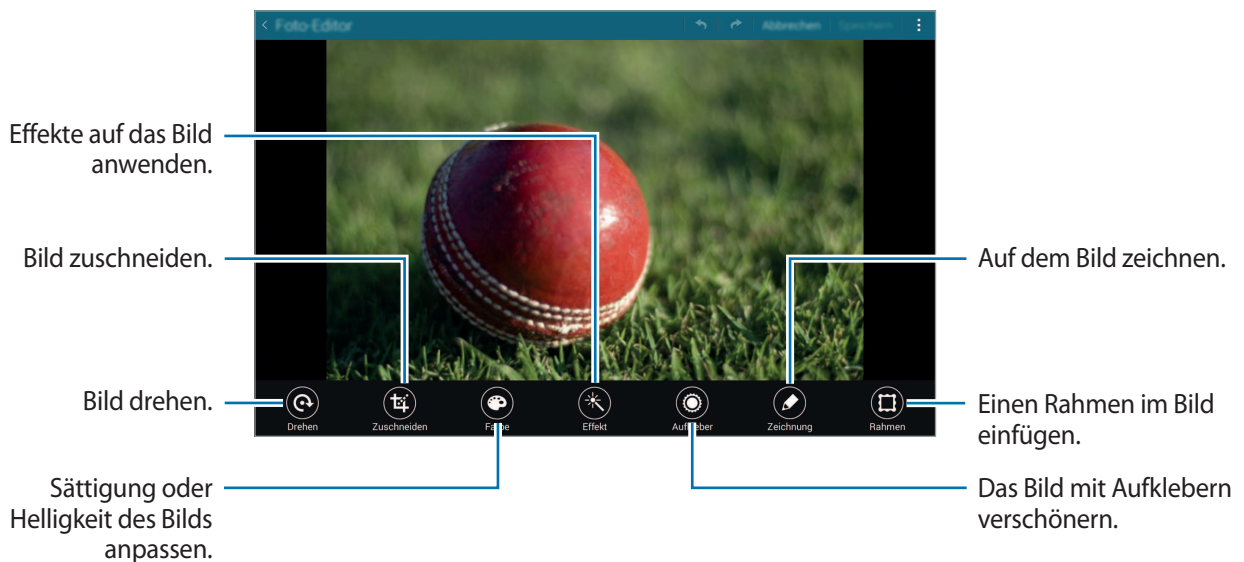 Foto-Editor
Abbrechen
Speichern
Effekte auf das Bild
anwenden.
Bild zuschneiden.
Auf dem Bild zeichnen.
Bild drehen.
Einen Rahmen im Bild
einfügen.
Drehen
Zuschneiden
Effekt
Zeichnung
Rahmen
Sättigung oder
Helligkeit des Bilds
anpassen.
Das Bild mit Aufklebern
verschönern.